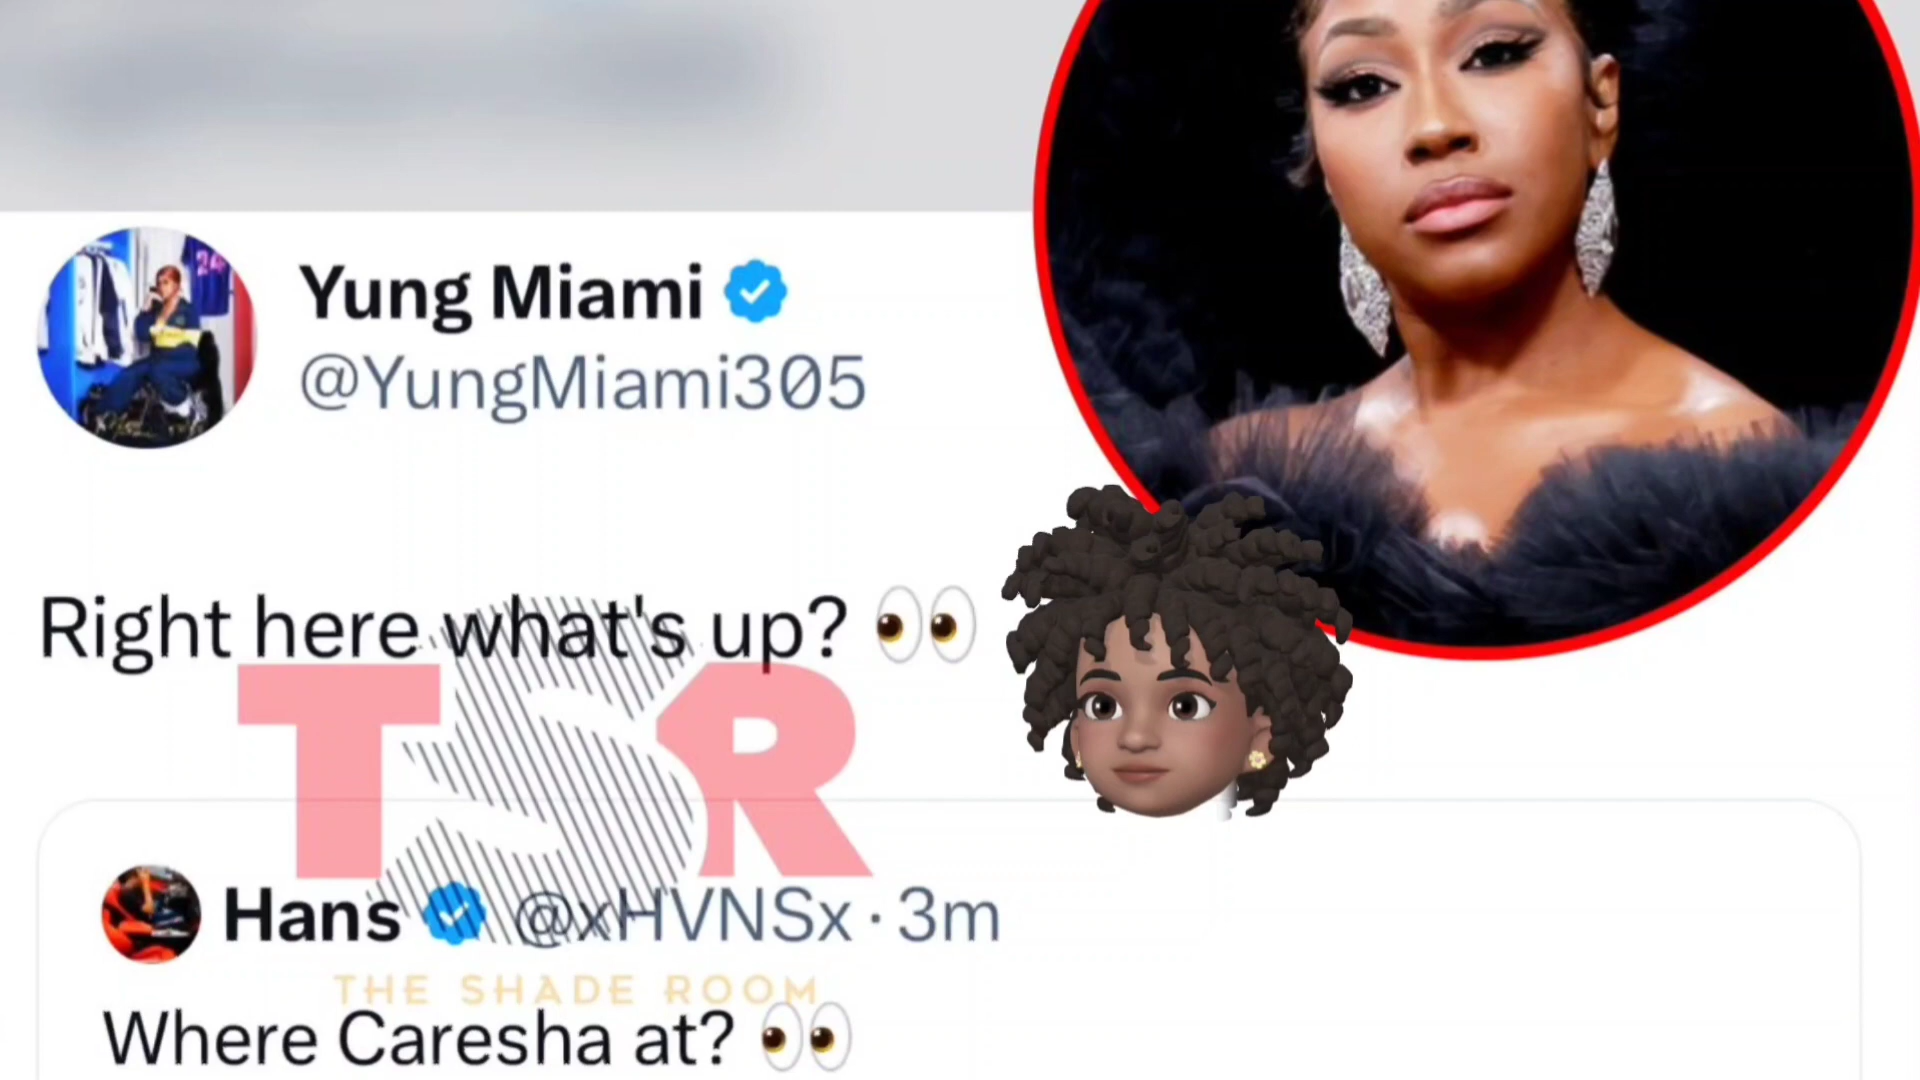 Yung Miami
@YungMiami305
Right here what's up? 👀
TSR
Hans @xHVNSx · 3m
THE SHADE ROOM
Where Caresha at? 👀